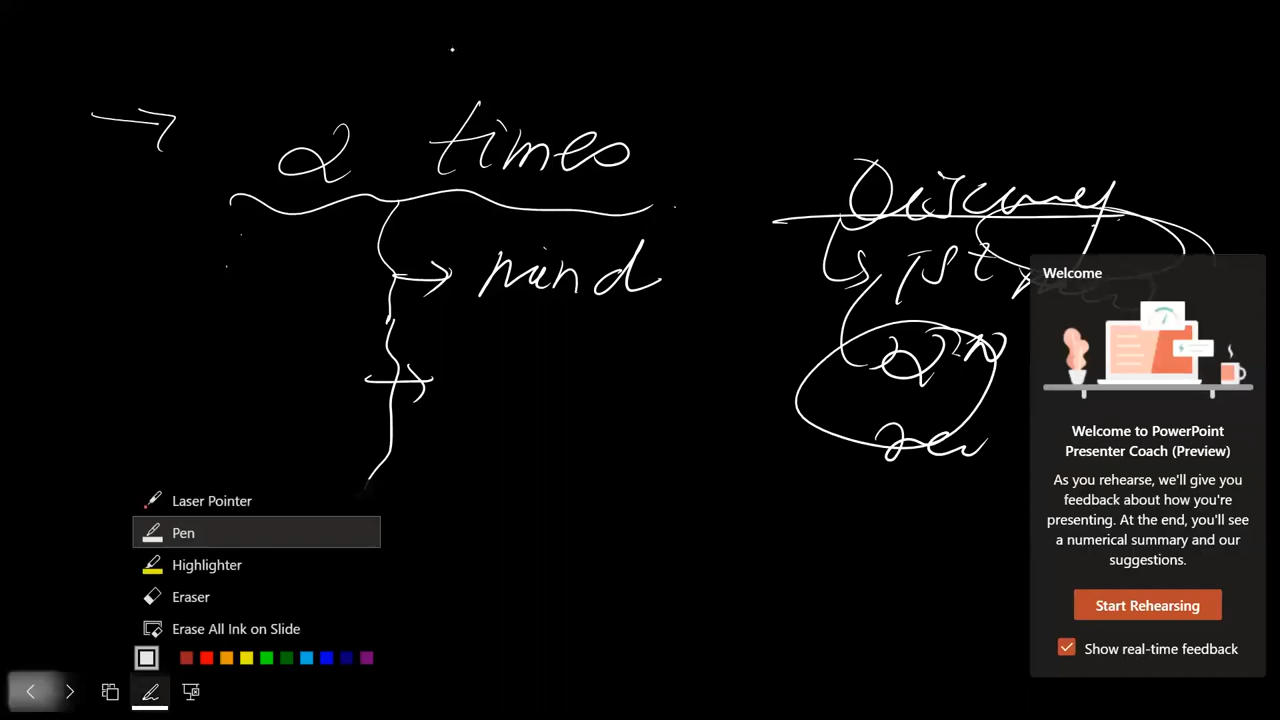 → 2 times
→ mind
→
1st
2
Welcome
Welcome to PowerPoint
Presenter Coach (Preview)
As you rehearse, we'll give you
feedback about how you're
presenting. At the end, you'll see
a numerical summary and our
suggestions.
Start Rehearsing
Show real-time feedback
Laser Pointer
Pen
Highlighter
Eraser
Erase All Ink on Slide